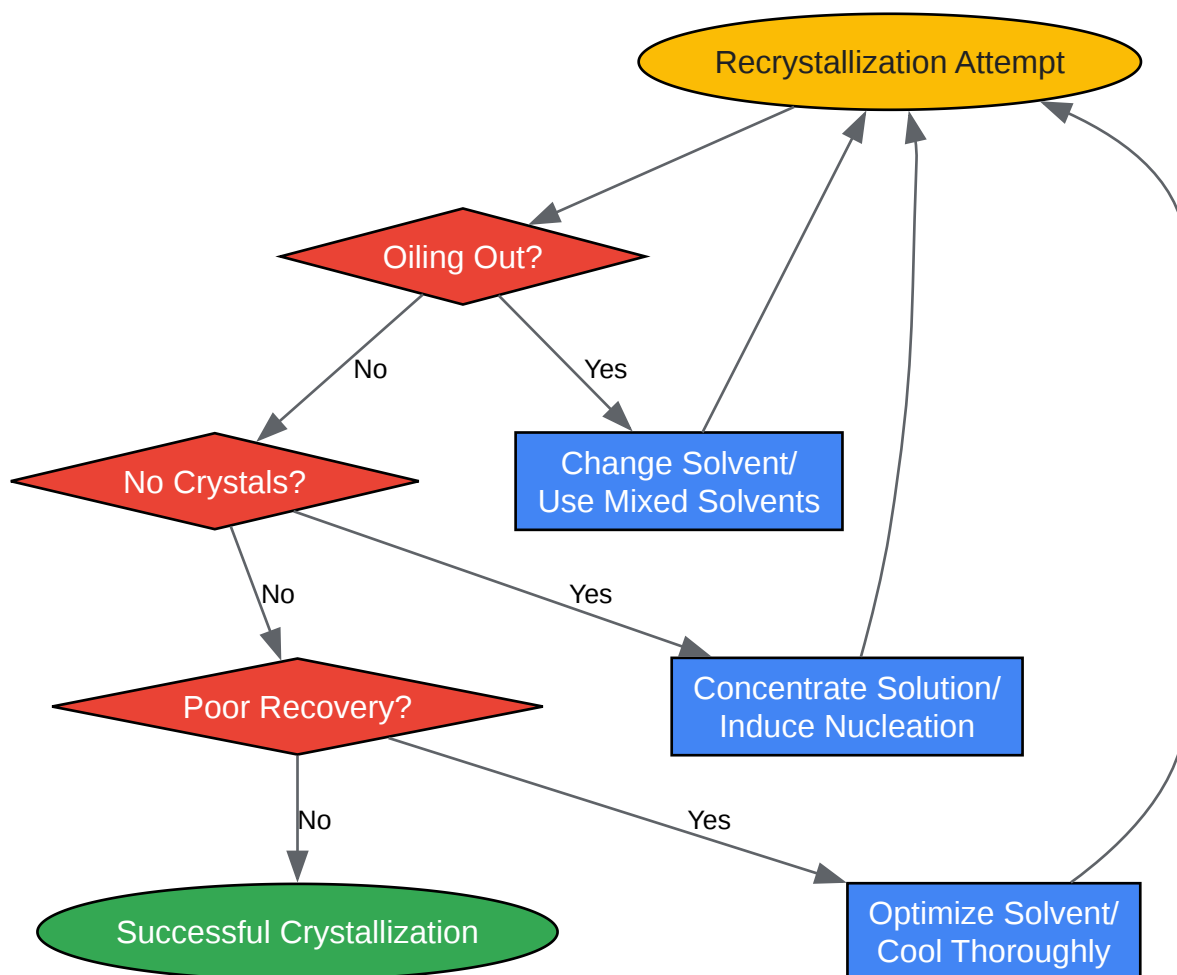 Recrystallization Attempt
Oiling Out?
No
Yes
No Crystals?
Change Solvent/
Use Mixed Solvents
No
Yes
Poor Recovery?
Concentrate Solution/
Induce Nucleation
No
Yes
Successful Crystallization
Optimize Solvent/
Cool Thoroughly